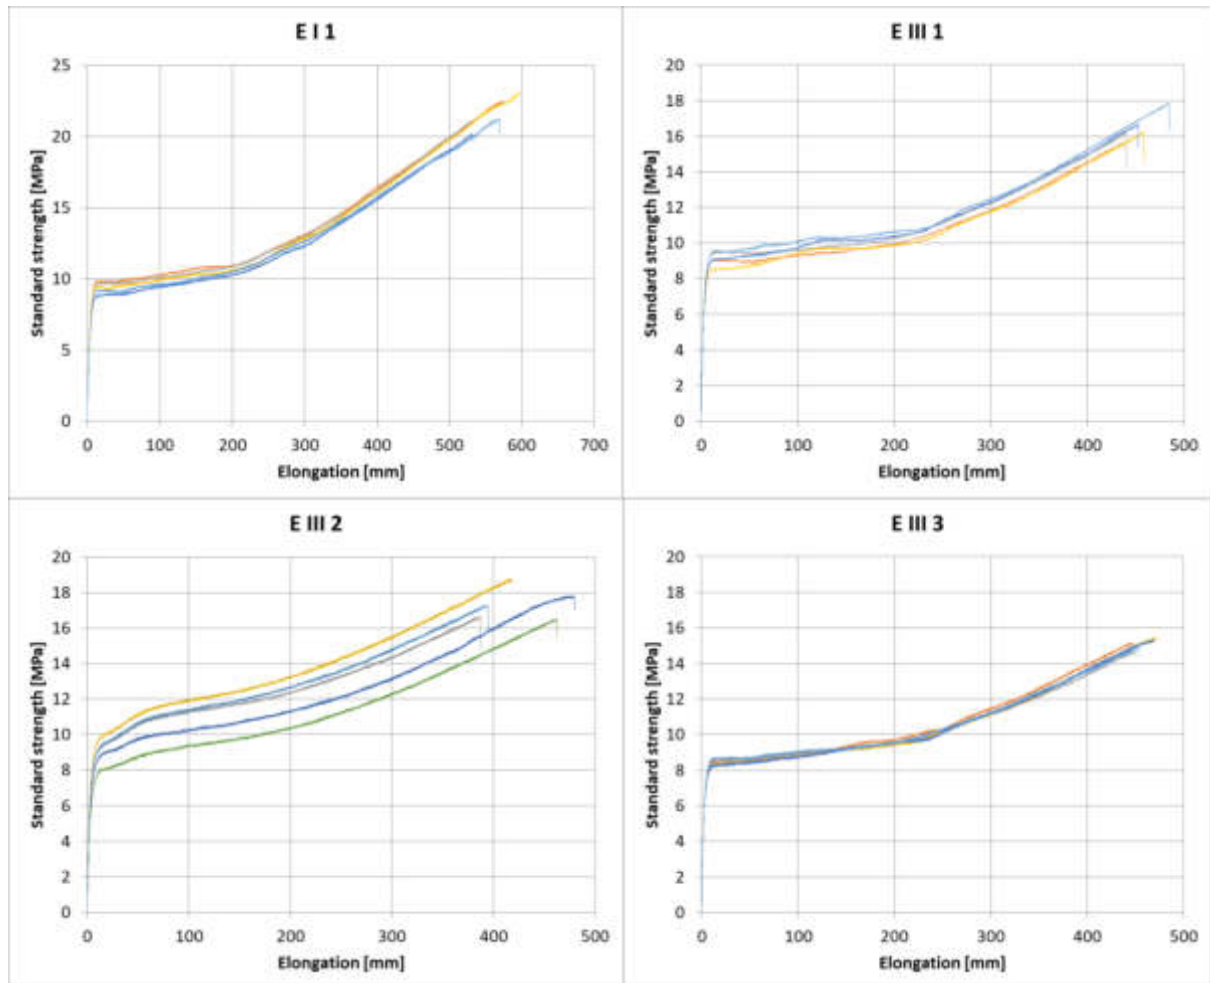 E I 1
Standard strength [MPa]
25
20
15
10
5
0
0 100 200 300 400 500 600 700
Elongation [mm]
E III 1
Standard strength [MPa]
20
18
16
14
12
10
8
6
4
2
0
0 100 200 300 400 500
Elongation [mm]
E III 2
Standard strength [MPa]
20
18
16
14
12
10
8
6
4
2
0
0 100 200 300 400 500
Elongation [mm]
E III 3
Standard strength [MPa]
20
18
16
14
12
10
8
6
4
2
0
0 100 200 300 400 500
Elongation [mm]